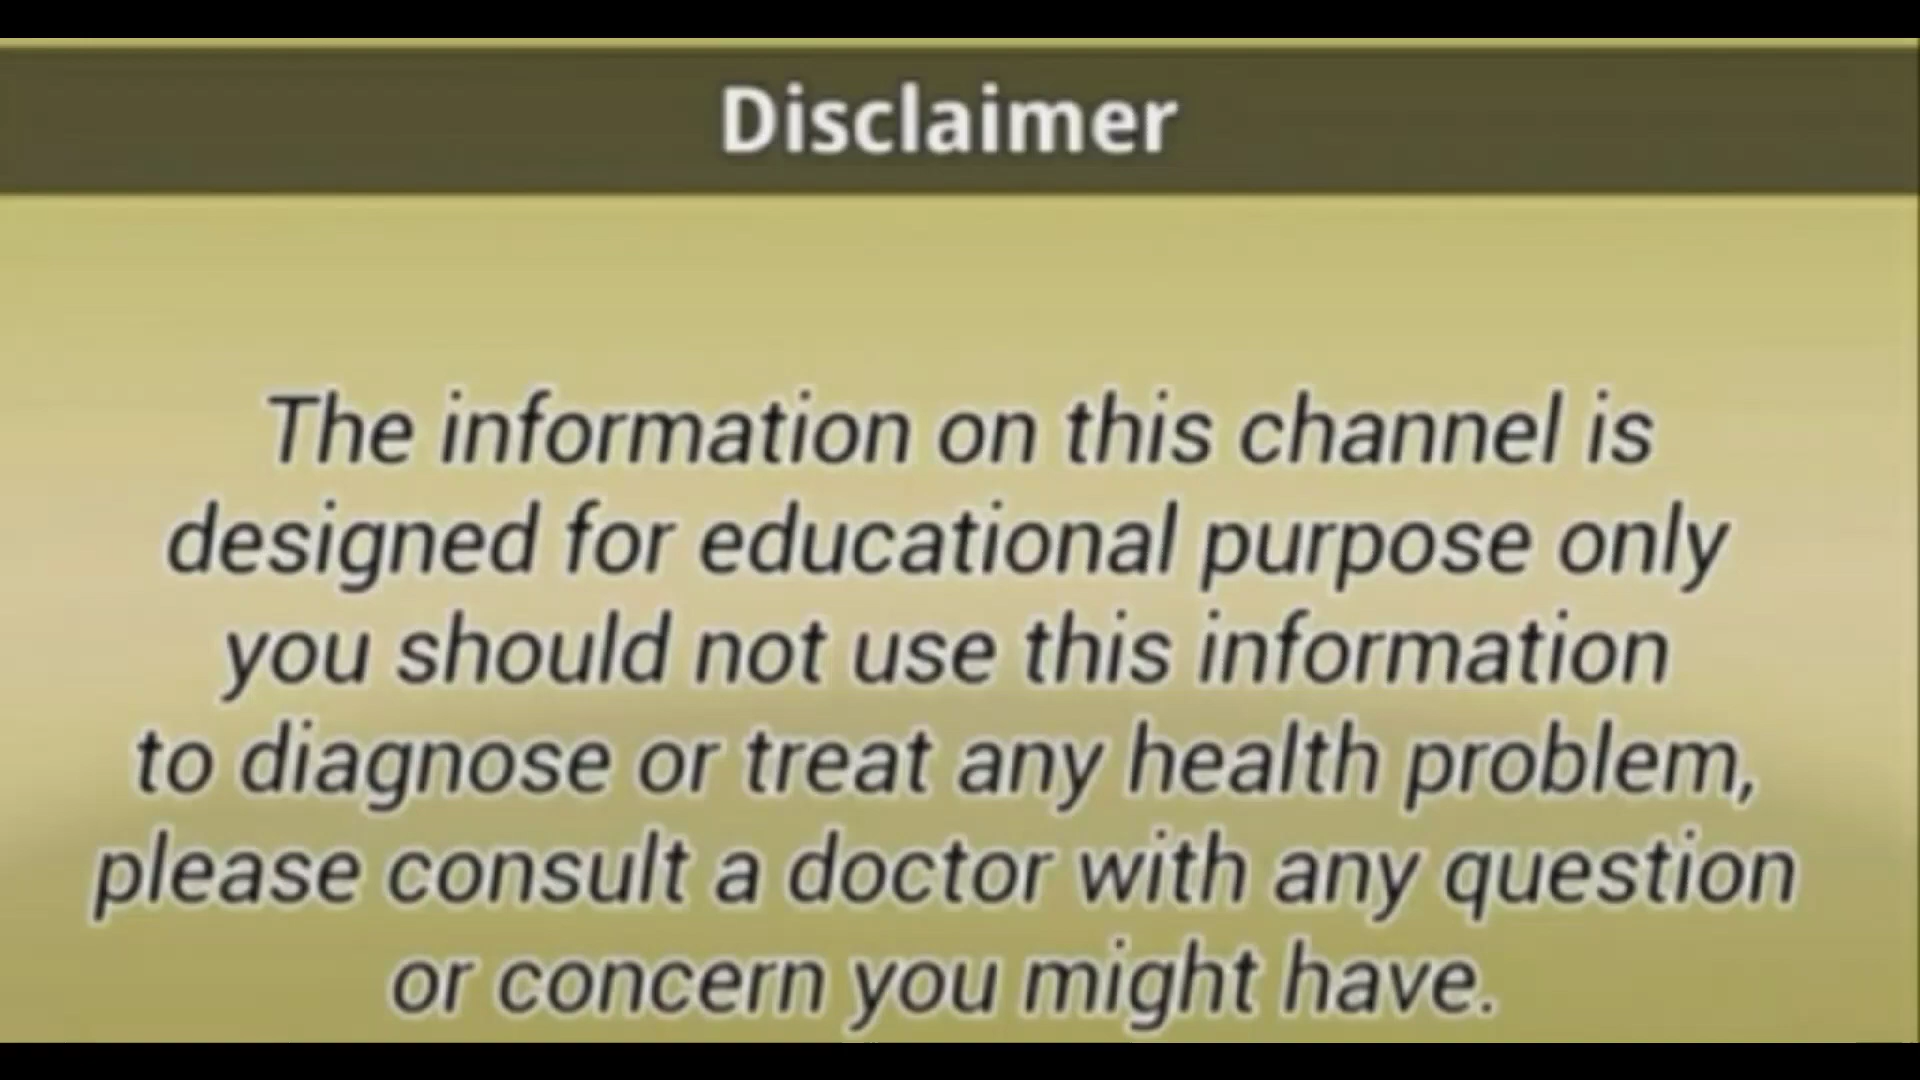 Disclaimer
The information on this channel is
designed for educational purpose only
you should not use this information
to diagnose or treat any health problem,
please consult a doctor with any question
or concern you might have.